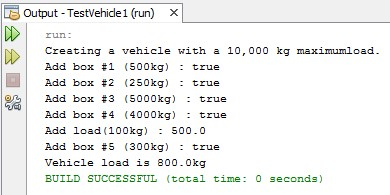 Output - TestVehicle1 (run)
run:
Creating a vehicle with a 10,000 kg maximumload.
Add box #1 (500kg) : true
Add box #2 (250kg) : true
Add box #3 (5000kg) : true
Add box #4 (4000kg) : true
Add load(100kg) : 500.0
Add box #5 (300kg) : true
Vehicle load is 800.0kg
BUILD SUCCESSFUL (total time: 0 seconds)